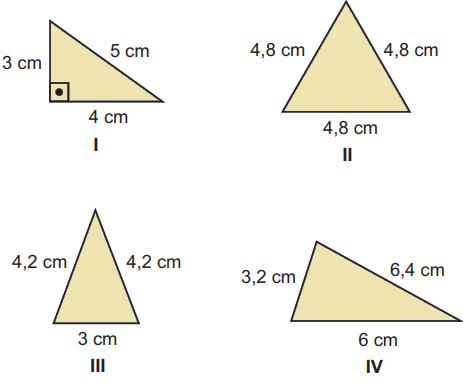 3 cm
5 cm
4 cm
I
4,8 cm
4,8 cm
4,8 cm
II
4,2 cm
4,2 cm
3 cm
III
3,2 cm
6,4 cm
6 cm
IV